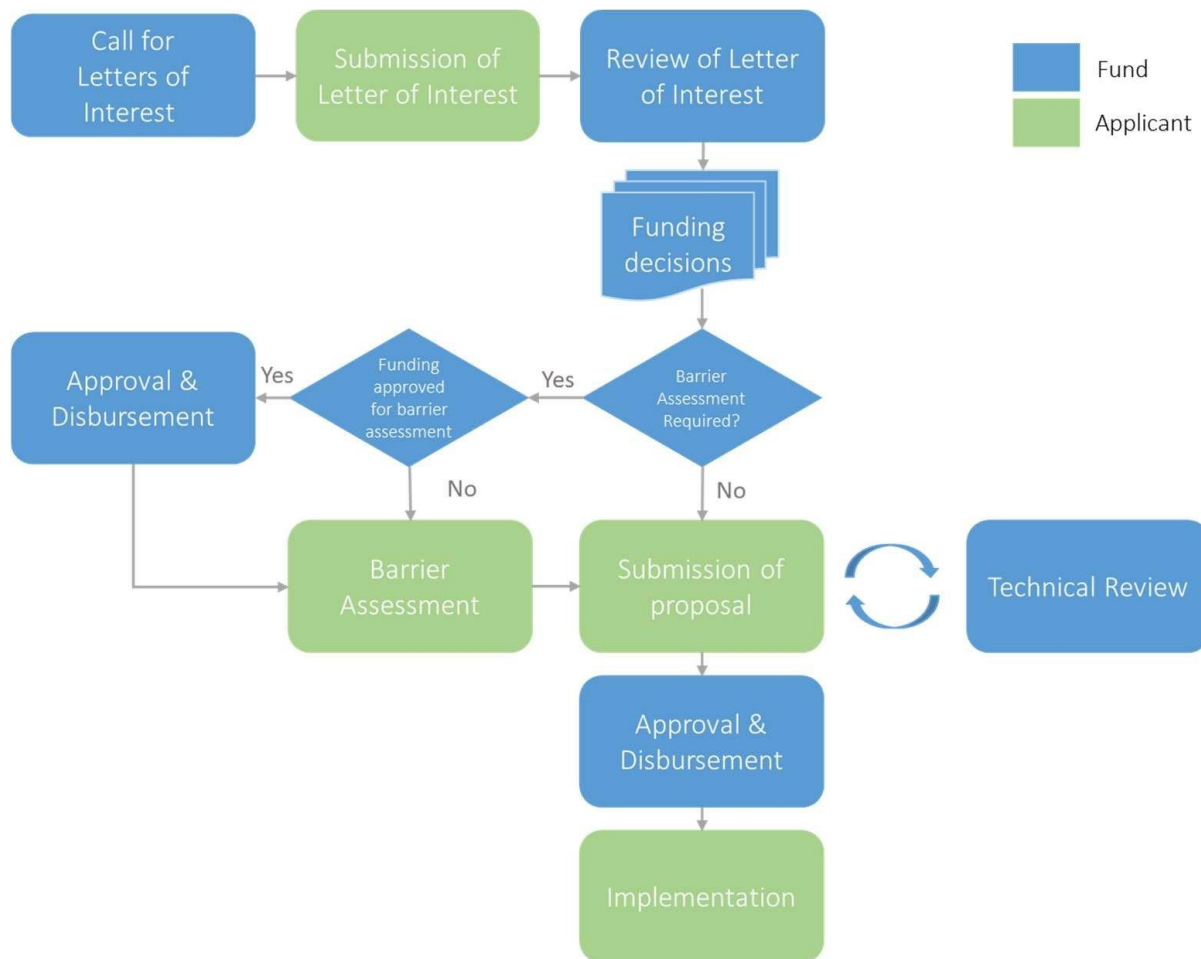 Call for
Letters of
Interest
Submission of
Letter of Interest
Review of Letter
of Interest
Fund
Applicant
Funding
decisions
Approval &
Disbursement
Yes
Funding
approved
for barrier
assessment
Yes
Barrier
Assessment
Required?
No
No
Barrier
Assessment
Submission of
proposal
Technical Review
Approval &
Disbursement
Implementation